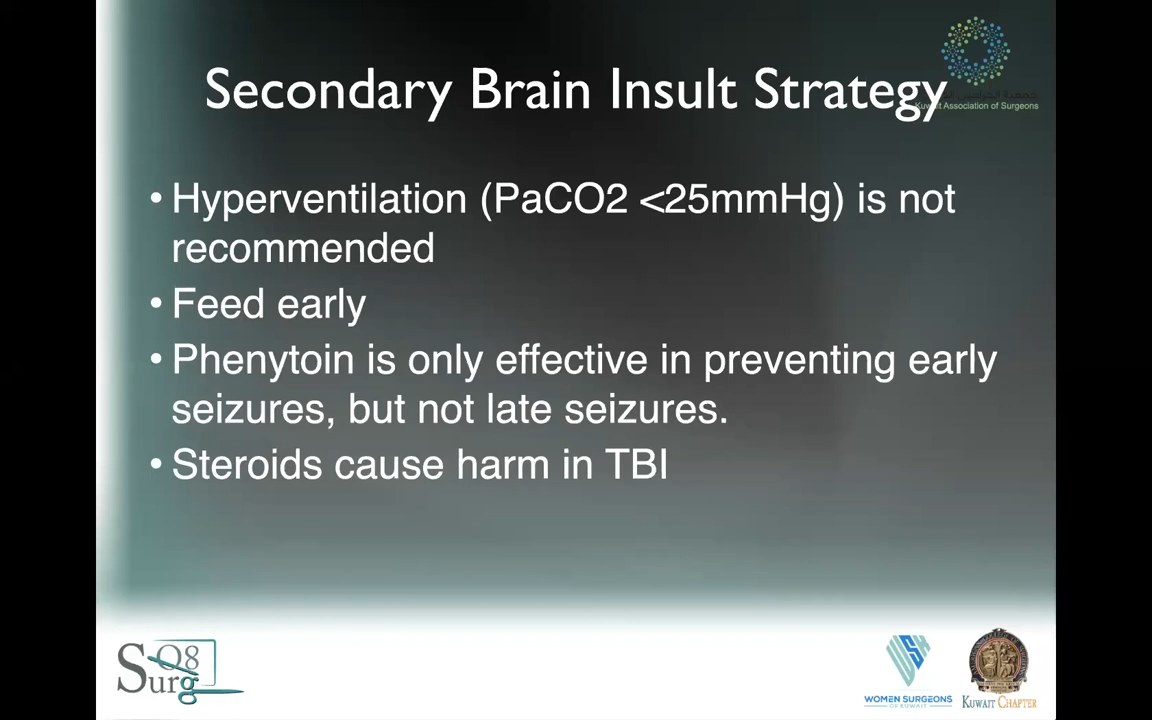 Secondary Brain Insult Strategy
Kuwait Association of Surgeons
• Hyperventilation (PaCO2 <25mmHg) is not
recommended
• Feed early
• Phenytoin is only effective in preventing early
seizures, but not late seizures.
• Steroids cause harm in TBI
SurgQ8
WOMEN SURGEONS
OF KUWAIT
KUWAIT CHAPTER